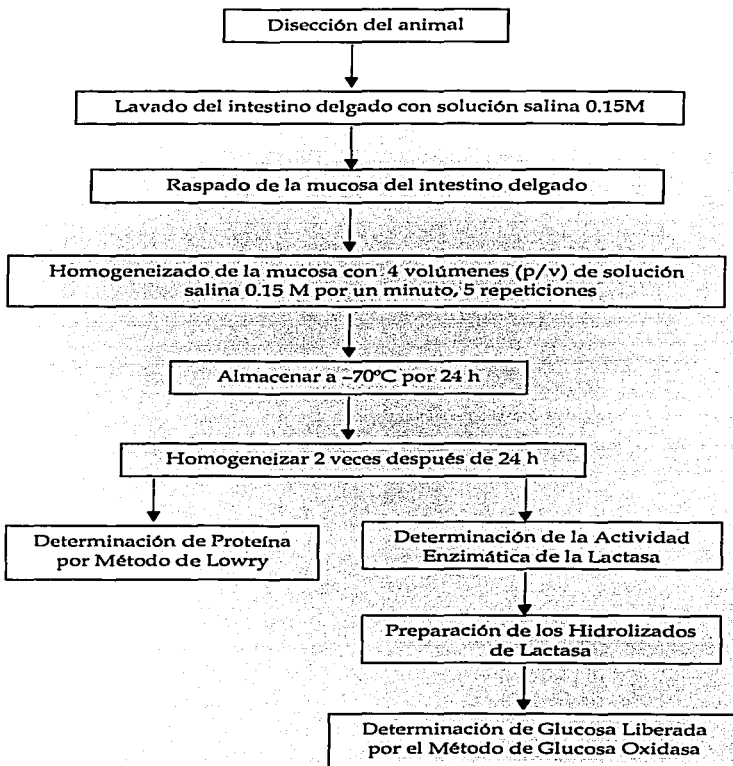 Disección del animal
Lavado del intestino delgado con solución salina 0.15M
Raspado de la mucosa del intestino delgado
Homogeneizado de la mucosa con 4 volúmenes (p/v) de solución
salina 0.15 M por un minuto, 5 repeticiones
Almacenar a –70ºC por 24 h
Homogeneizar 2 veces después de 24 h
Determinación de Proteína
por Método de Lowry
Determinación de la Actividad
Enzimática de la Lactasa
Preparación de los Hidrolizados
de Lactasa
Determinación de Glucosa Liberada
por el Método de Glucosa Oxidasa